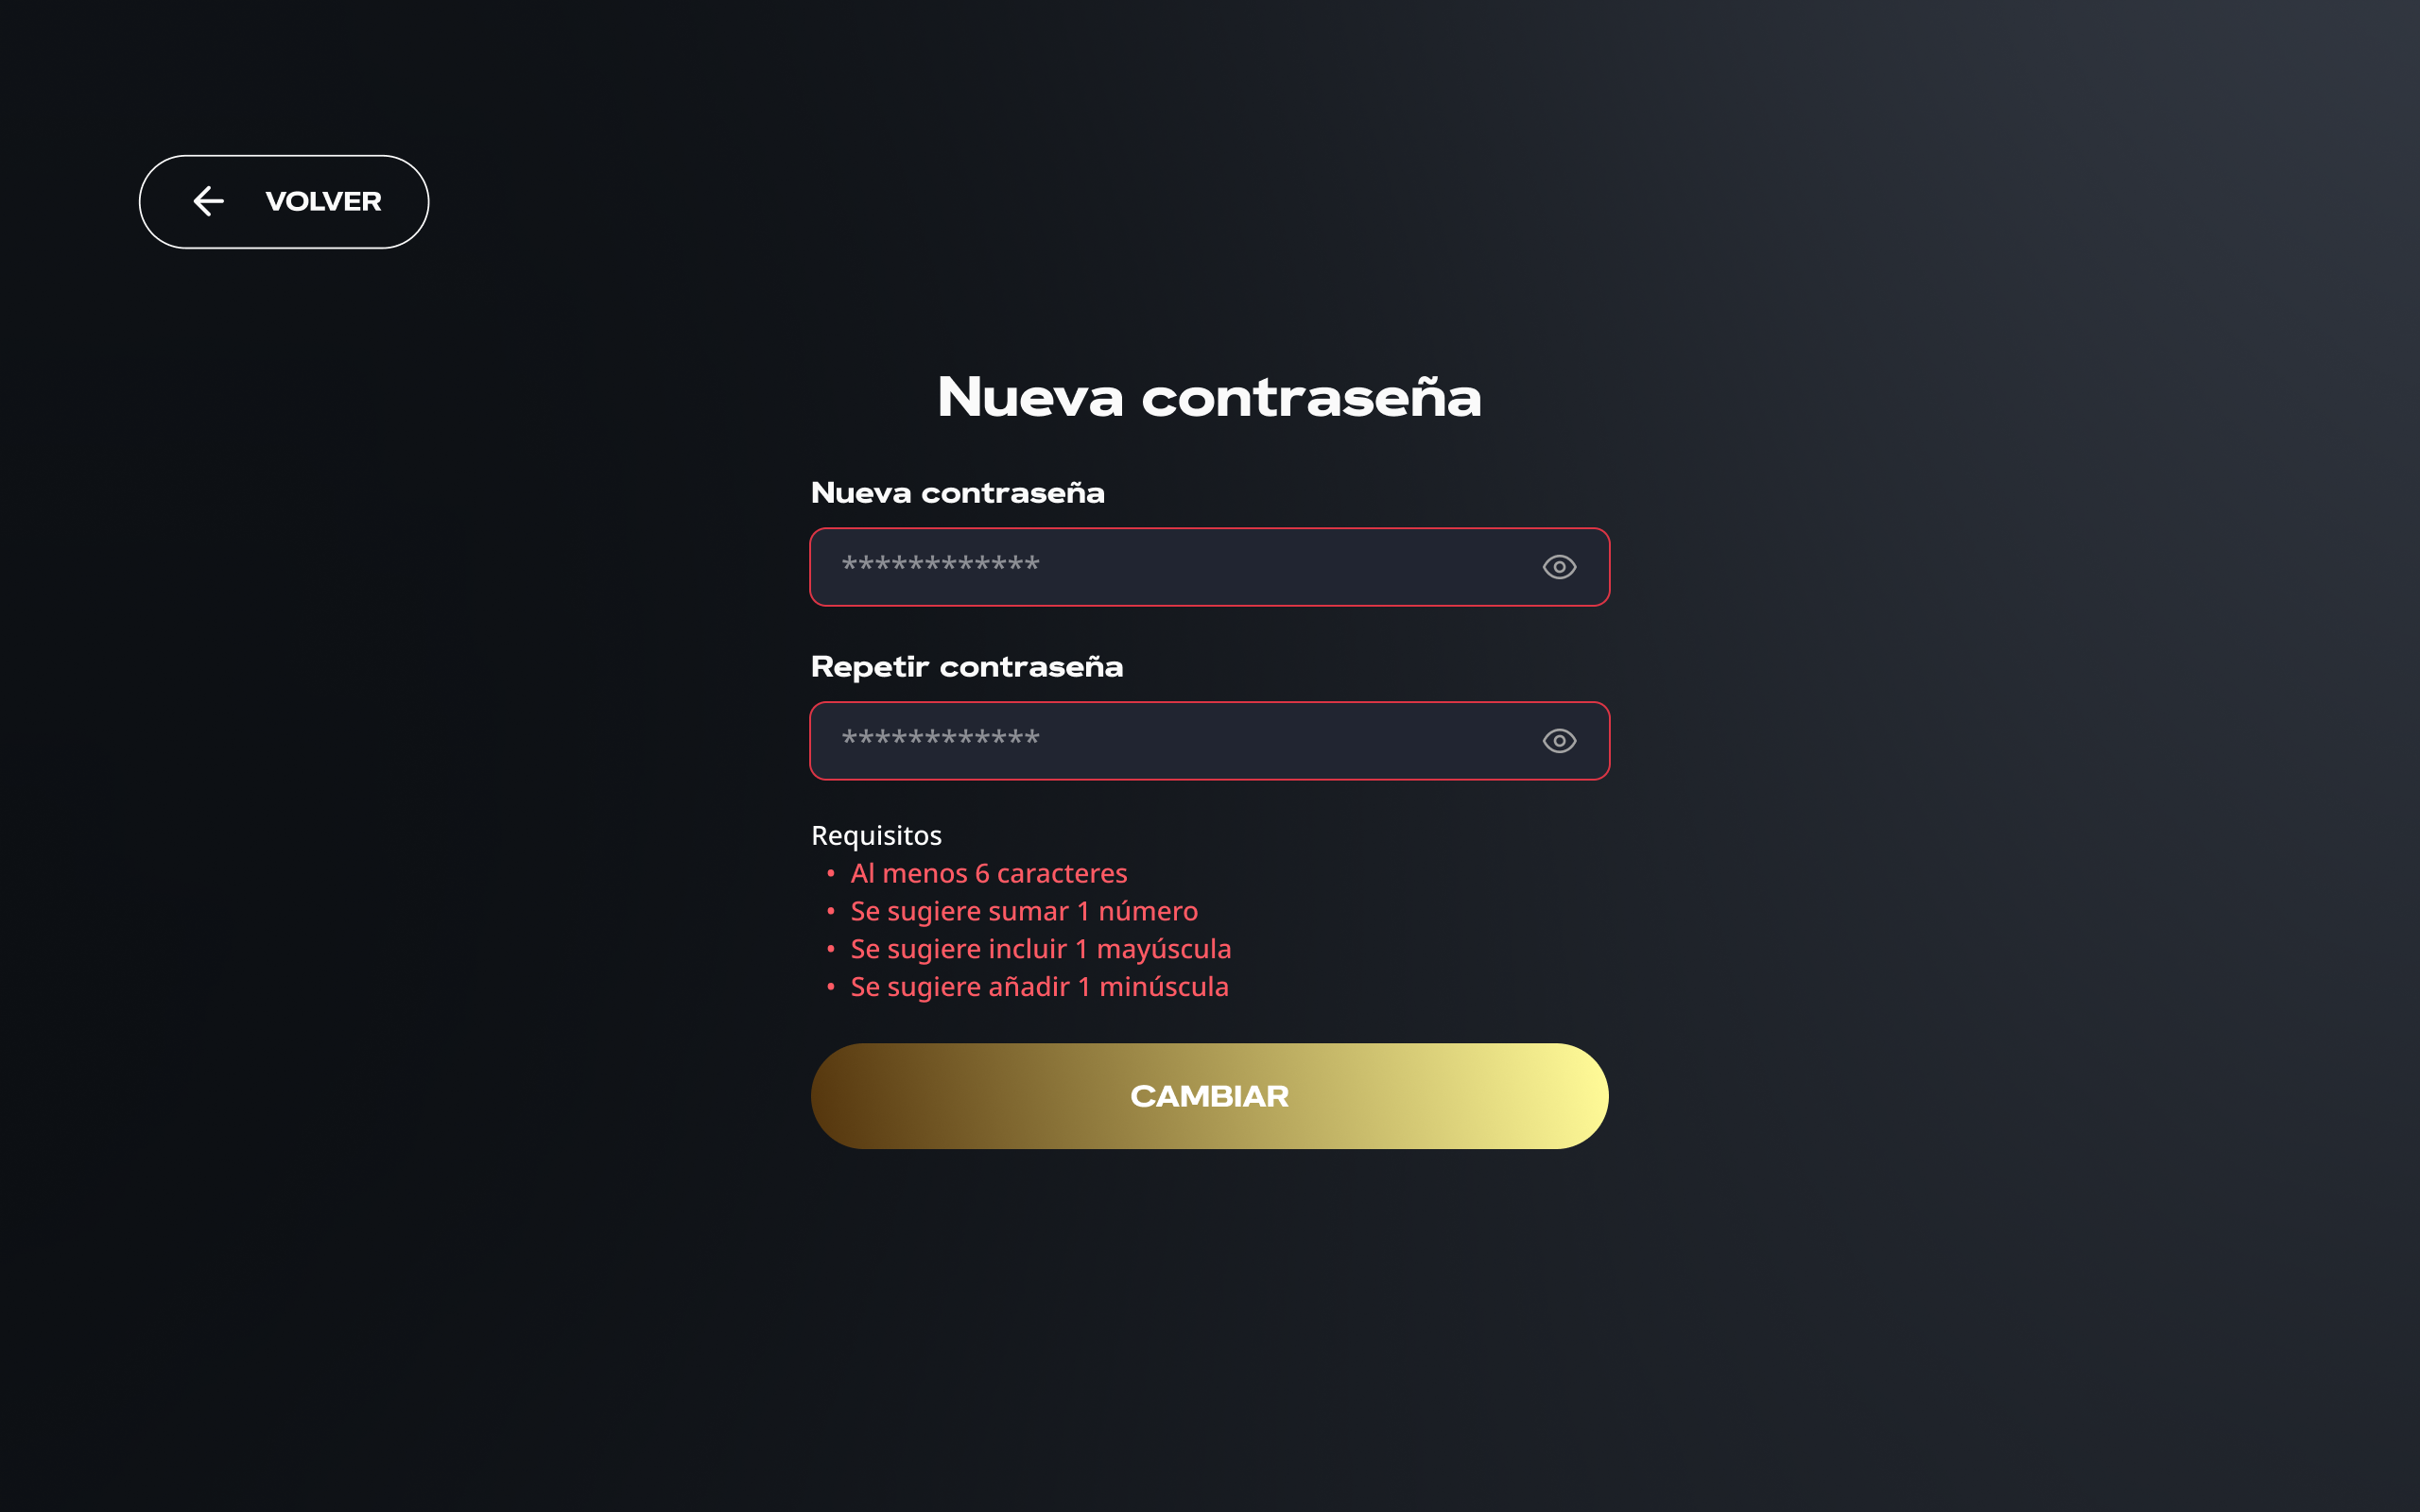 VOLVER
Nueva contraseña
Nueva contraseña
************
Repetir contraseña
************
Requisitos
• Al menos 6 caracteres
• Se sugiere sumar 1 número
• Se sugiere incluir 1 mayúscula
• Se sugiere añadir 1 minúscula
CAMBIAR